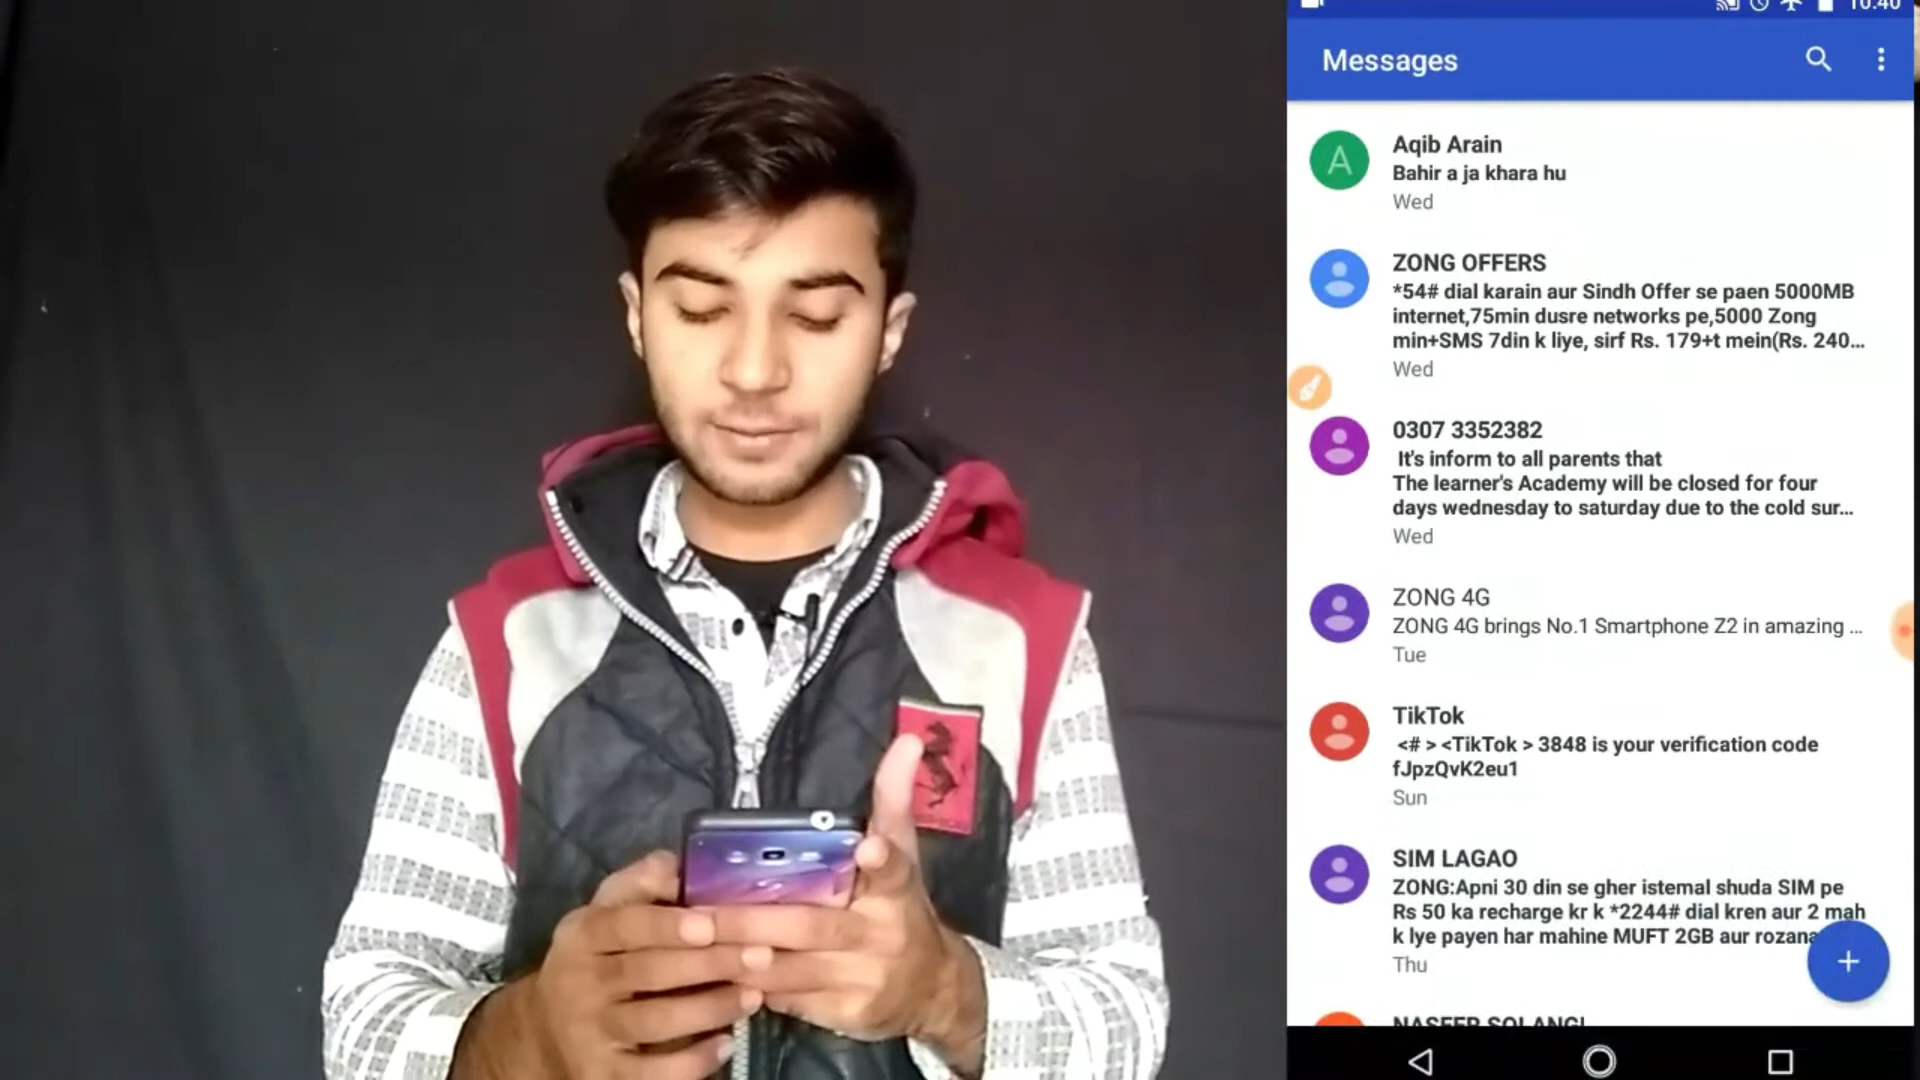 10:40
Messages
A
Aqib Arain
Bahir a ja khara hu
Wed
ZONG OFFERS
*54# dial karain aur Sindh Offer se paen 5000MB
internet,75min dusre networks pe,5000 Zong
min+SMS 7din k liye, sirf Rs. 179+t mein(Rs. 240...
Wed
0307 3352382
It's inform to all parents that
The learner's Academy will be closed for four
days wednesday to saturday due to the cold sur...
Wed
ZONG 4G
ZONG 4G brings No.1 Smartphone Z2 in amazing ...
Tue
TikTok
<# > <TikTok > 3848 is your verification code
fJpzQvK2eu1
Sun
SIM LAGAO
ZONG:Apni 30 din se gher istemal shuda SIM pe
Rs 50 ka recharge kr k *2244# dial kren aur 2 mah
k lye payen har mahine MUFT 2GB aur rozana
Thu
NASEER SOLANGI